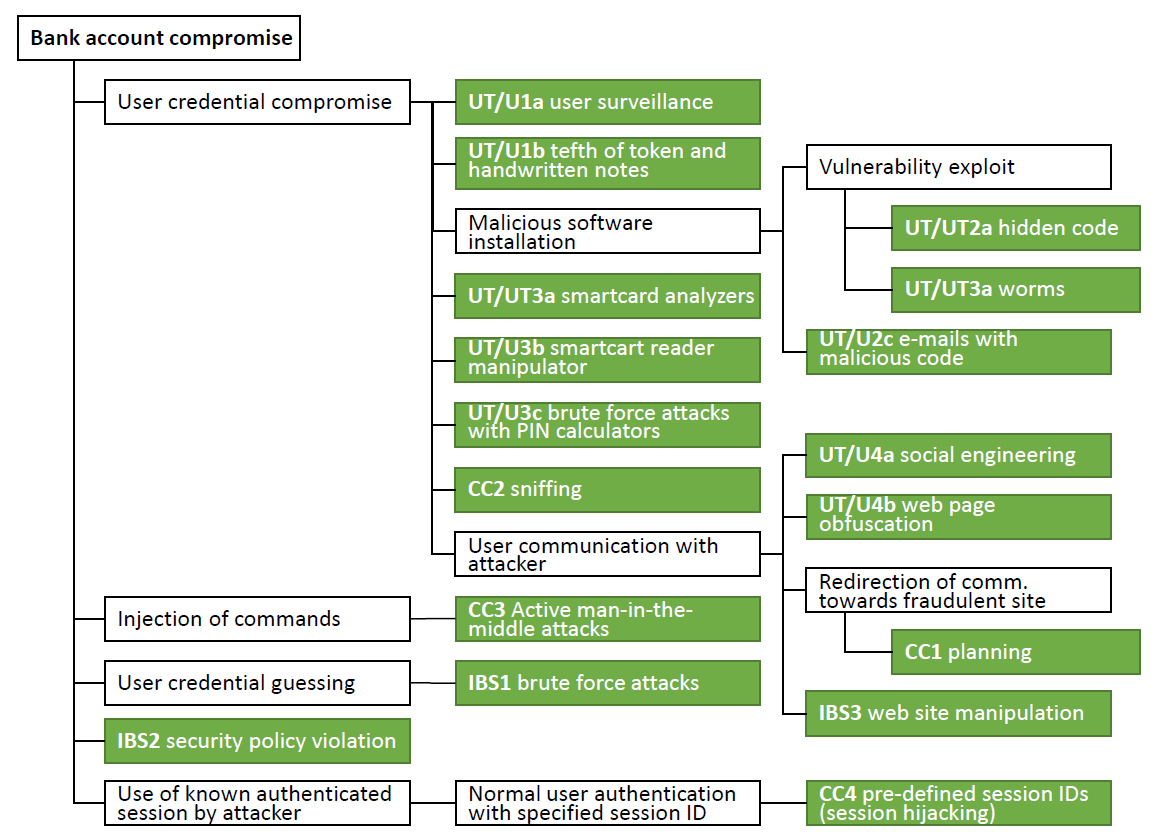 Bank account compromise
User credential compromise
UT/U1a user surveillance
UT/U1b tefth of token and
handwritten notes
Malicious software
installation
Vulnerability exploit
UT/UT2a hidden code
UT/UT3a worms
UT/U2c e-mails with
malicious code
UT/UT3a smartcard analyzers
UT/U3b smartcart reader
manipulator
UT/U3c brute force attacks
with PIN calculators
CC2 sniffing
User communication with
attacker
UT/U4a social engineering
UT/U4b web page
obfuscation
Redirection of comm.
towards fraudulent site
CC1 planning
IBS3 web site manipulation
Injection of commands
CC3 Active man-in-the-
middle attacks
User credential guessing
IBS1 brute force attacks
IBS2 security policy violation
Use of known authenticated
session by attacker
Normal user authentication
with specified session ID
CC4 pre-defined session IDs
(session hijacking)